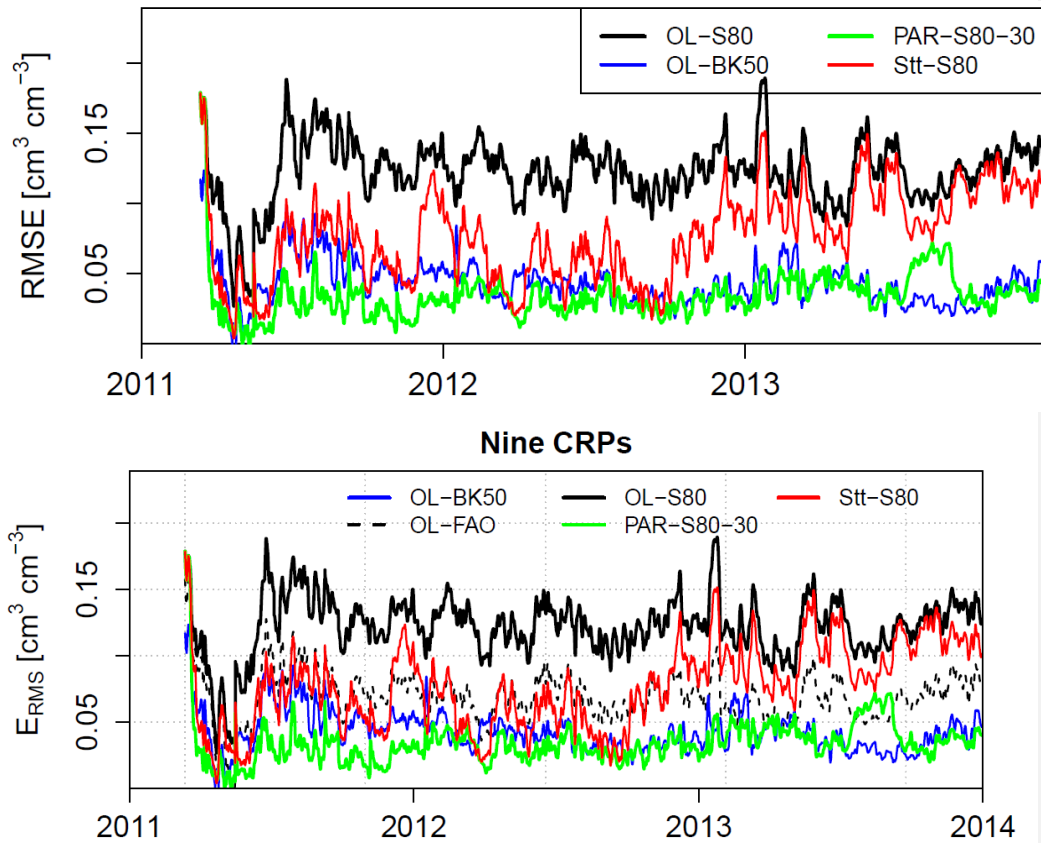 OL−S80 PAR−S80−30
OL−BK50 Stt−S80
RMSE [cm³ cm⁻³]
0.15
0.05
2011 2012 2013
Nine CRPs
OL−BK50 OL−S80 Stt−S80
OL−FAO PAR−S80−30
E_RMS [cm³ cm⁻³]
0.15
0.05
2011 2012 2013 2014